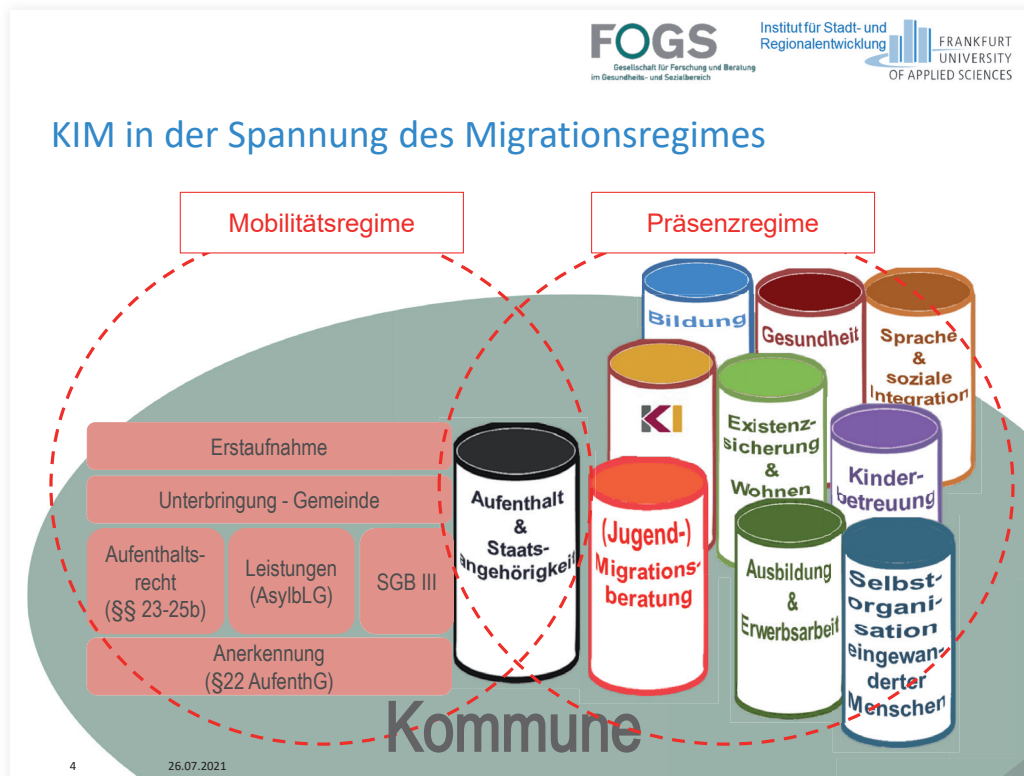 FOGS
Gesellschaft für Forschung und Beratung
im Gesundheits- und Sozialbereich
Institut für Stadt- und
Regionalentwicklung
FRANKFURT
UNIVERSITY
OF APPLIED SCIENCES
KIM in der Spannung des Migrationsregimes
Mobilitätsregime
Präsenzregime
Erstaufnahme
Unterbringung - Gemeinde
Aufenthalts-
recht
(§§ 23-25b)
Leistungen
(AsylbLG)
SGB III
Anerkennung
(§22 AufenthG)
Aufenthalt
&
Staats-
angehörigkeit
Bildung
Gesundheit
Sprache
&
soziale
Integration
KI
Existenz-
sicherung
&
Wohnen
Kinder-
betreuung
(Jugend-)
Migrations-
beratung
Ausbildung
&
Erwerbsarbeit
Selbst-
organi-
sation
eingewan-
derter
Menschen
Kommune
4
26.07.2021